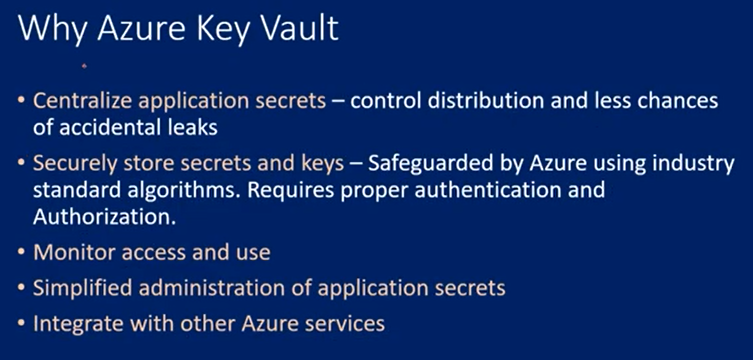 Why Azure Key Vault
• Centralize application secrets – control distribution and less chances
of accidental leaks
• Securely store secrets and keys – Safeguarded by Azure using industry
standard algorithms. Requires proper authentication and
Authorization.
• Monitor access and use
• Simplified administration of application secrets
• Integrate with other Azure services